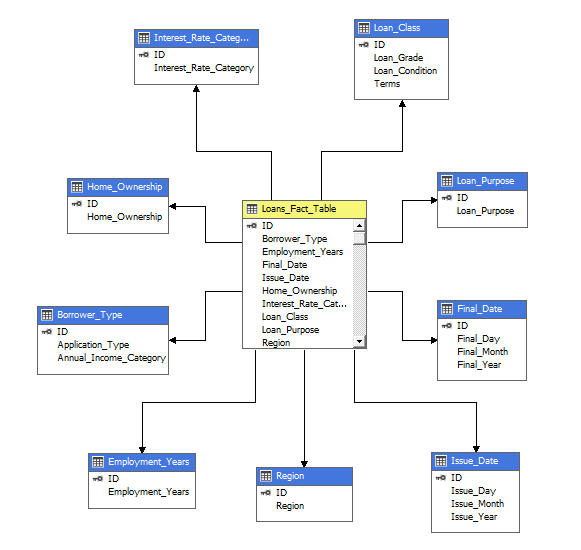 Interest_Rate_Categ...
ID
Interest_Rate_Category
Loan_Class
ID
Loan_Grade
Loan_Condition
Terms
Home_Ownership
ID
Home_Ownership
Loans_Fact_Table
ID
Borrower_Type
Employment_Years
Final_Date
Issue_Date
Home_Ownership
Interest_Rate_Cat...
Loan_Class
Loan_Purpose
Region
Loan_Purpose
ID
Loan_Purpose
Borrower_Type
ID
Application_Type
Annual_Income_Category
Final_Date
ID
Final_Day
Final_Month
Final_Year
Employment_Years
ID
Employment_Years
Region
ID
Region
Issue_Date
ID
Issue_Day
Issue_Month
Issue_Year